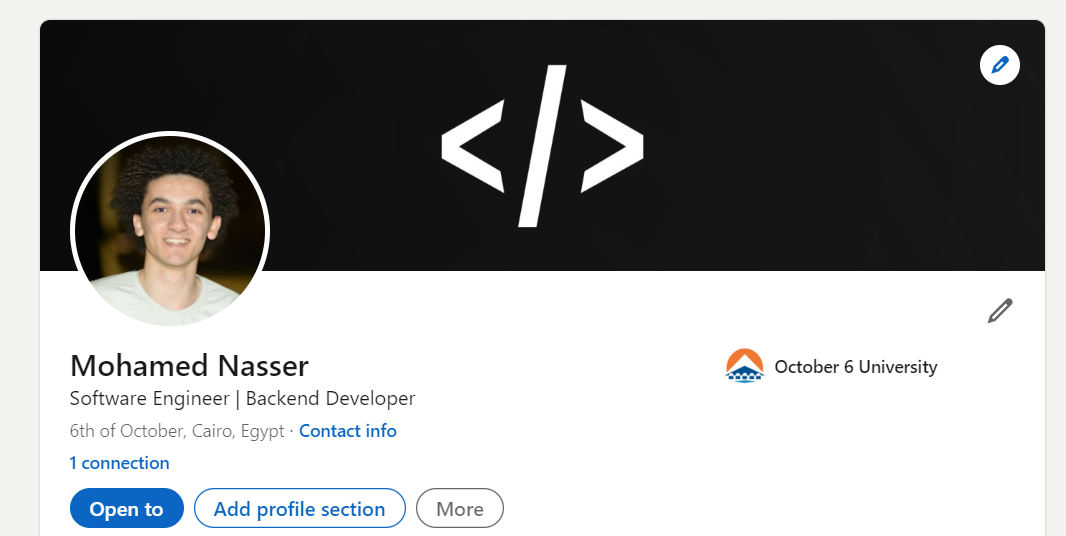 </>
Mohamed Nasser
October 6 University
Software Engineer | Backend Developer
6th of October, Cairo, Egypt · Contact info
1 connection
Open to
Add profile section
More